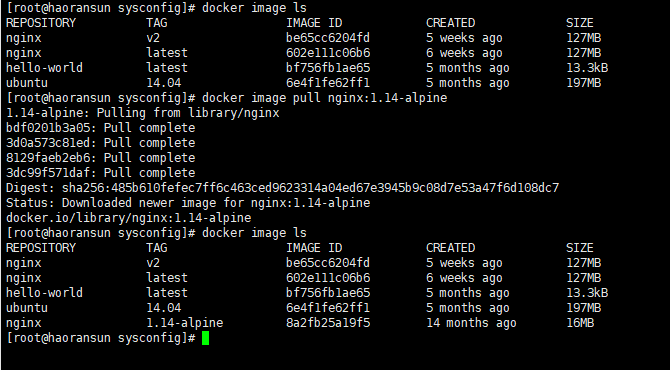 [root@haoransun sysconfig]# docker image ls
REPOSITORY TAG IMAGE ID CREATED SIZE
nginx v2 be65cc6204fd 5 weeks ago 127MB
nginx latest 602e111c06b6 6 weeks ago 127MB
hello-world latest bf756fb1ae65 5 months ago 13.3kB
ubuntu 14.04 6e4f1fe62ff1 5 months ago 197MB
[root@haoransun sysconfig]# docker image pull nginx:1.14-alpine
1.14-alpine: Pulling from library/nginx
bdf0201b3a05: Pull complete
3d0a573c81ed: Pull complete
8129faeb2eb6: Pull complete
3dc99f571daf: Pull complete
Digest: sha256:485b610fefec7ff6c463ced9623314a04ed67e3945b9c08d7e53a47f6d108dc7
Status: Downloaded newer image for nginx:1.14-alpine
docker.io/library/nginx:1.14-alpine
[root@haoransun sysconfig]# docker image ls
REPOSITORY TAG IMAGE ID CREATED SIZE
nginx v2 be65cc6204fd 5 weeks ago 127MB
nginx latest 602e111c06b6 6 weeks ago 127MB
hello-world latest bf756fb1ae65 5 months ago 13.3kB
ubuntu 14.04 6e4f1fe62ff1 5 months ago 197MB
nginx 1.14-alpine 8a2fb25a19f5 14 months ago 16MB
[root@haoransun sysconfig]#